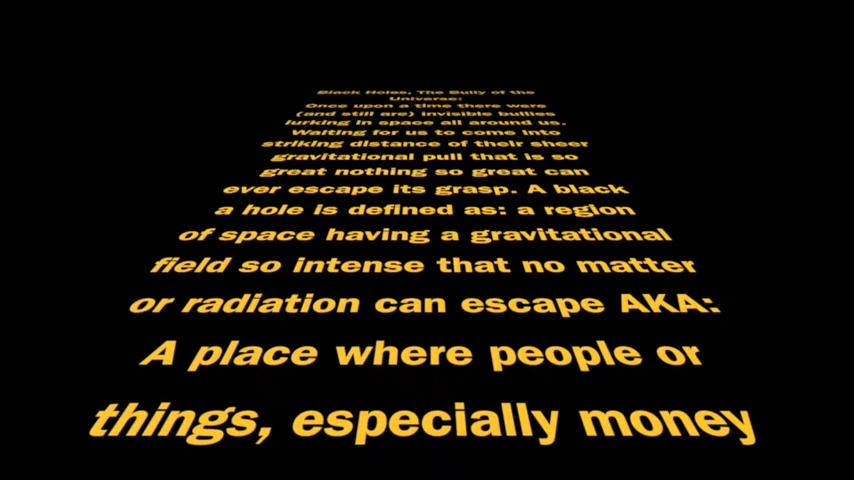 Black Holes, The Bully of the
Universe:
Once upon a time there were
(and still are) invisible bullies
lurking in space all around us.
Waiting for us to come into
striking distance of their sheer
gravitational pull that is so
great nothing so great can
ever escape its grasp. A black
a hole is defined as: a region
of space having a gravitational
field so intense that no matter
or radiation can escape AKA:
A place where people or
things, especially money